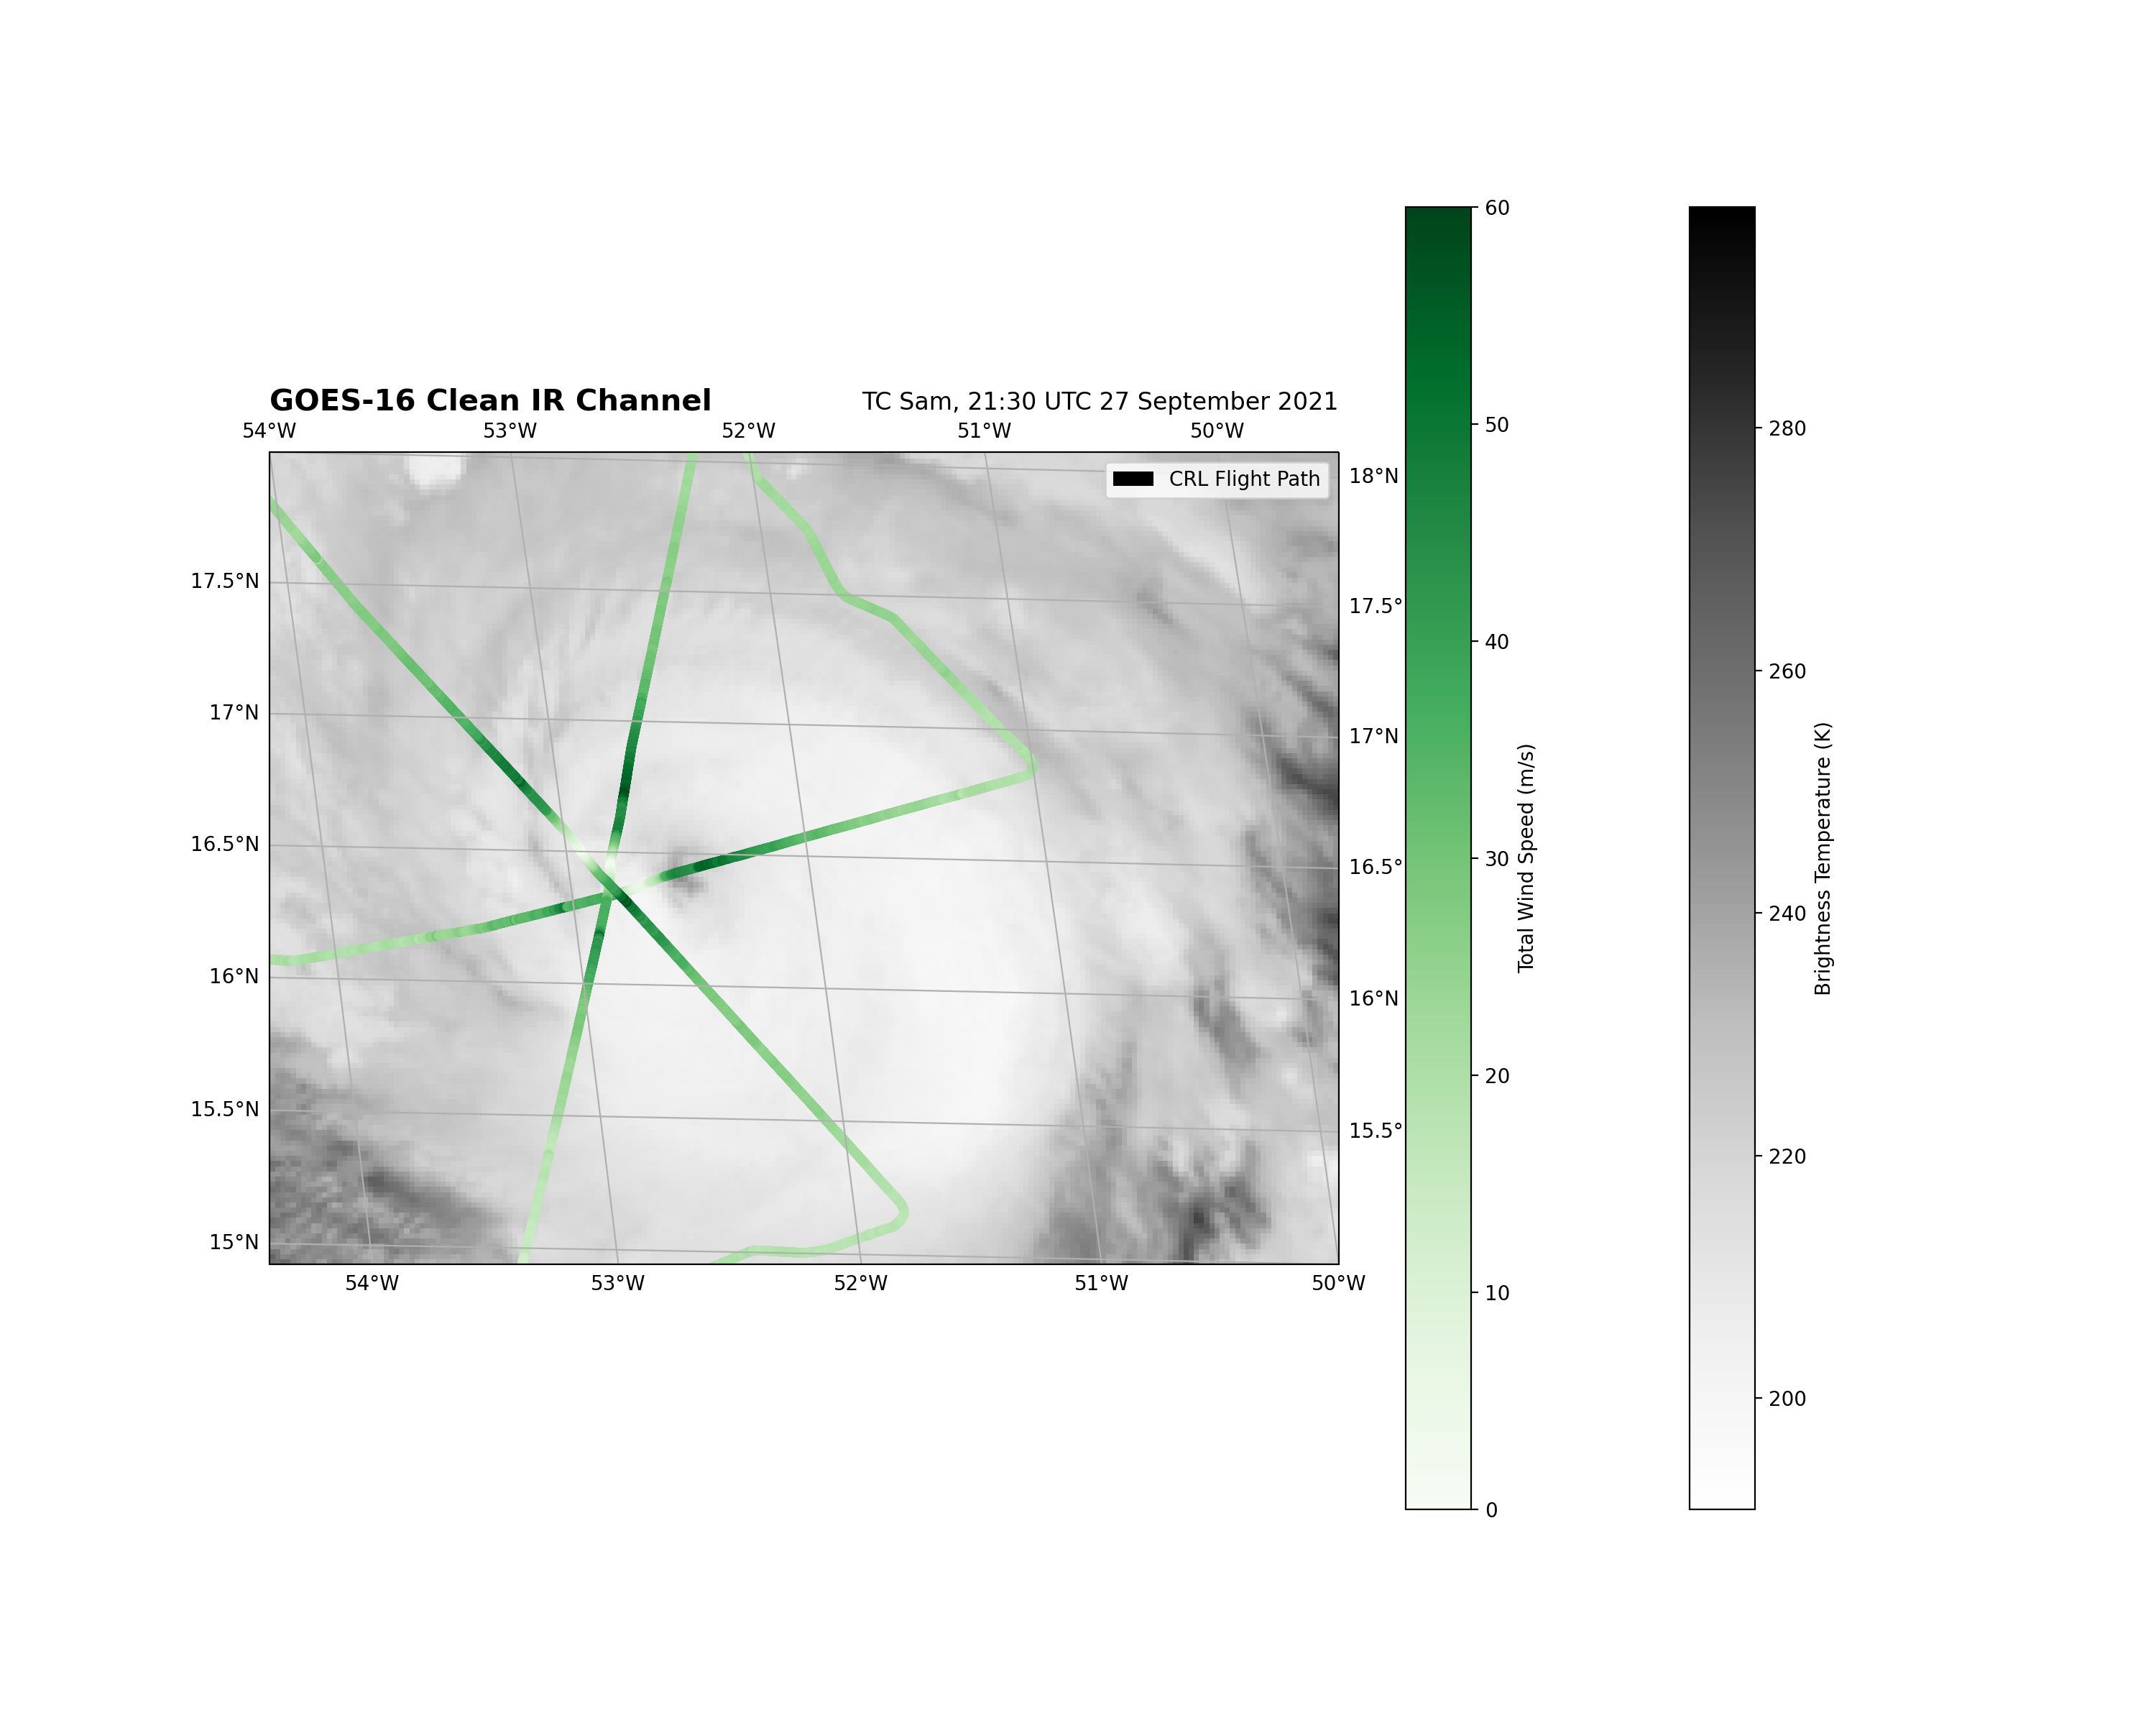 GOES-16 Clean IR Channel
TC Sam, 21:30 UTC 27 September 2021
54°W 53°W 52°W 51°W 50°W
CRL Flight Path
18°N
17.5°N
17.5°
17°N
17°N
16.5°N
16.5°
16°N
16°N
15.5°N
15.5°
15°N
54°W 53°W 52°W 51°W 50°W
60
50
40
30
20
10
0
Total Wind Speed (m/s)
280
260
240
220
200
Brightness Temperature (K)